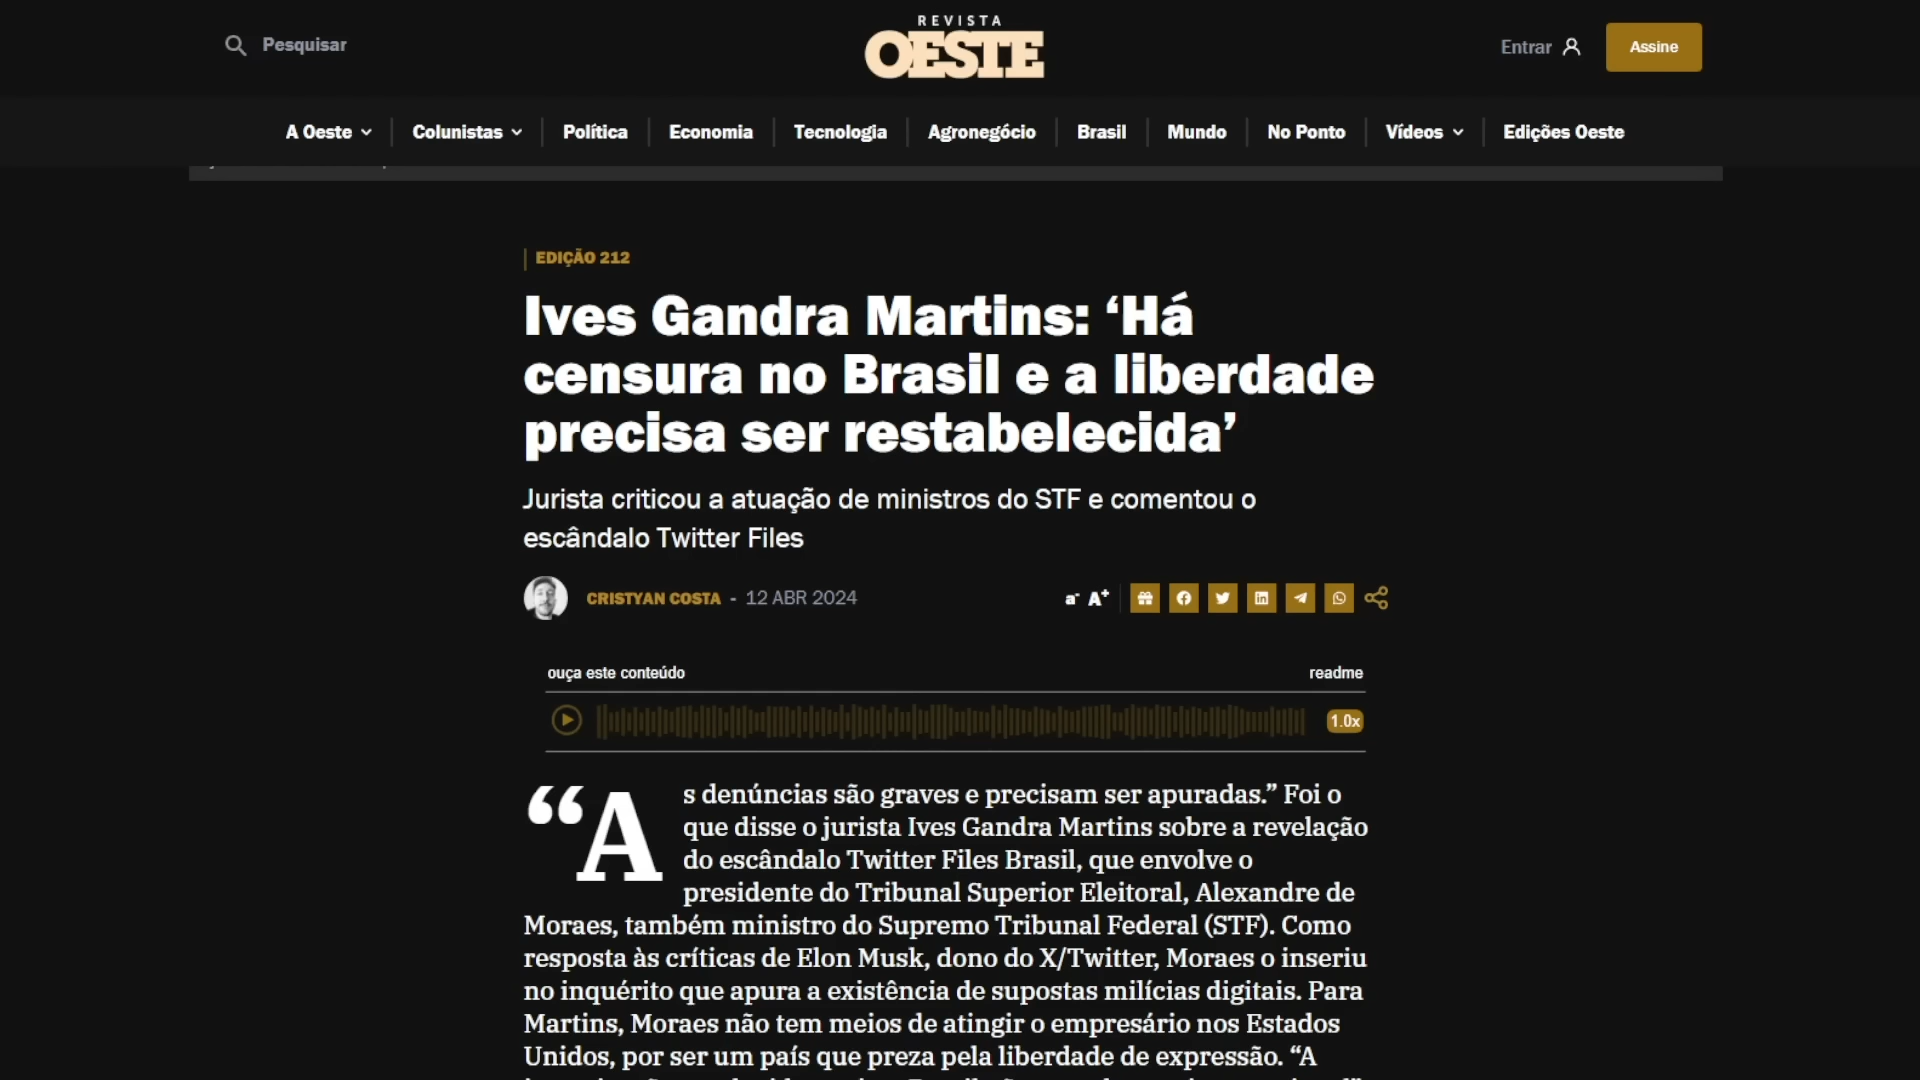 Pesquisar
REVISTA
OESTE
Entrar
Assine
A Oeste
Colunistas
Política
Economia
Tecnologia
Agronegócio
Brasil
Mundo
No Ponto
Vídeos
Edições Oeste
EDIÇÃO 212
Ives Gandra Martins: ‘Há
censura no Brasil e a liberdade
precisa ser restabelecida’
Jurista criticou a atuação de ministros do STF e comentou o
escândalo Twitter Files
CRISTYAN COSTA - 12 ABR 2024
a- A+
ouça este conteúdo
readme
1.0x
“A
s denúncias são graves e precisam ser apuradas.” Foi o
que disse o jurista Ives Gandra Martins sobre a revelação
do escândalo Twitter Files Brasil, que envolve o
presidente do Tribunal Superior Eleitoral, Alexandre de
Moraes, também ministro do Supremo Tribunal Federal (STF). Como
resposta às críticas de Elon Musk, dono do X/Twitter, Moraes o inseriu
no inquérito que apura a existência de supostas milícias digitais. Para
Martins, Moraes não tem meios de atingir o empresário nos Estados
Unidos, por ser um país que preza pela liberdade de expressão. “A